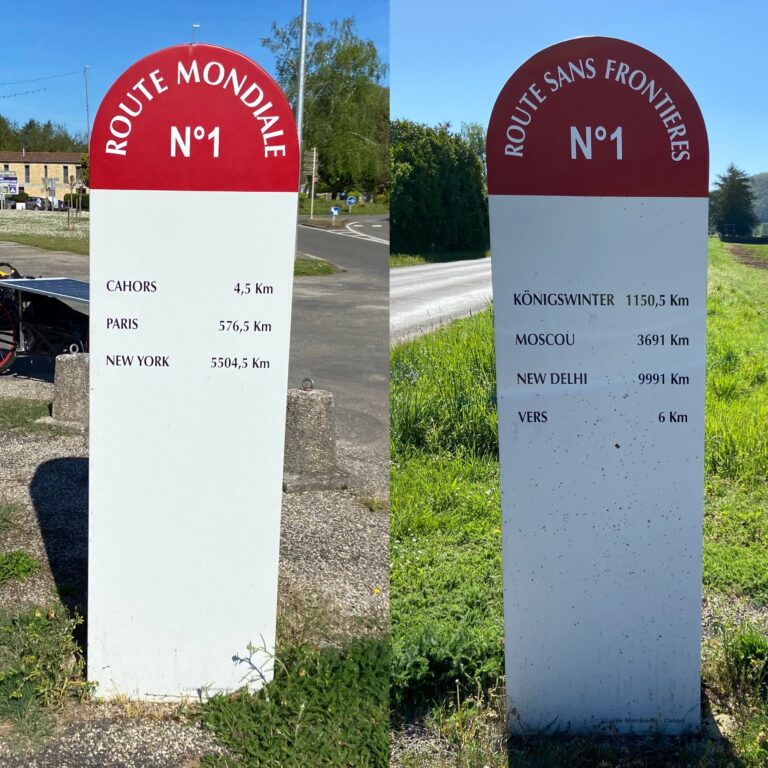 ROUTE MONDIALE
N°1
CAHORS 4,5 Km
PARIS 576,5 Km
NEW YORK 5504,5 Km
ROUTE SANS FRONTIÈRES
N°1
KÖNIGSWINTER 1150,5 Km
MOSCOU 3691 Km
NEW DELHI 9991 Km
VERS 6 Km